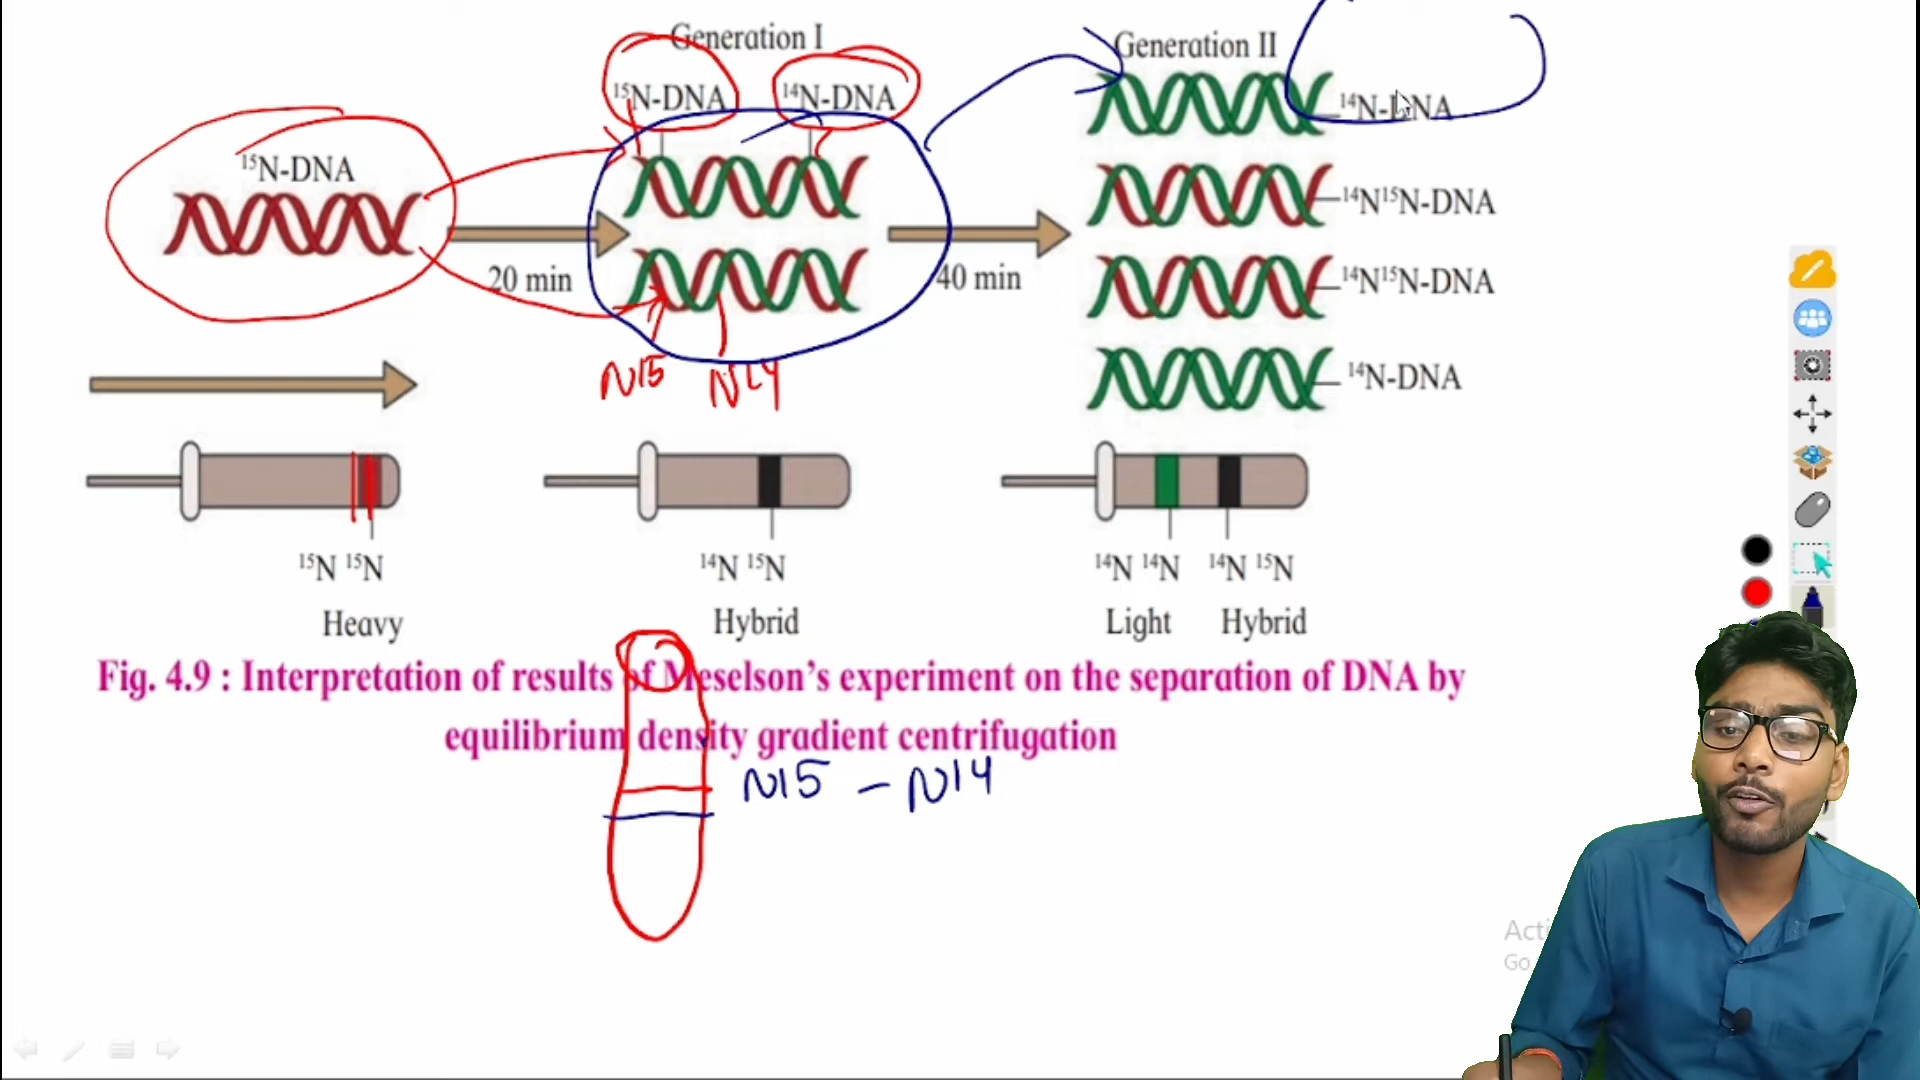 Generation I
Generation II
¹⁵N-DNA
¹⁴N-DNA
¹⁴N-DNA
¹⁵N-DNA
¹⁴N¹⁵N-DNA
20 min
40 min
¹⁴N¹⁵N-DNA
N15
N14
¹⁴N-DNA
¹⁵N ¹⁵N
¹⁴N ¹⁵N
¹⁴N ¹⁴N
¹⁴N ¹⁵N
Heavy
Hybrid
Light
Hybrid
Fig. 4.9 : Interpretation of results of Meselson's experiment on the separation of DNA by
equilibrium density gradient centrifugation
N15 – N14
Go